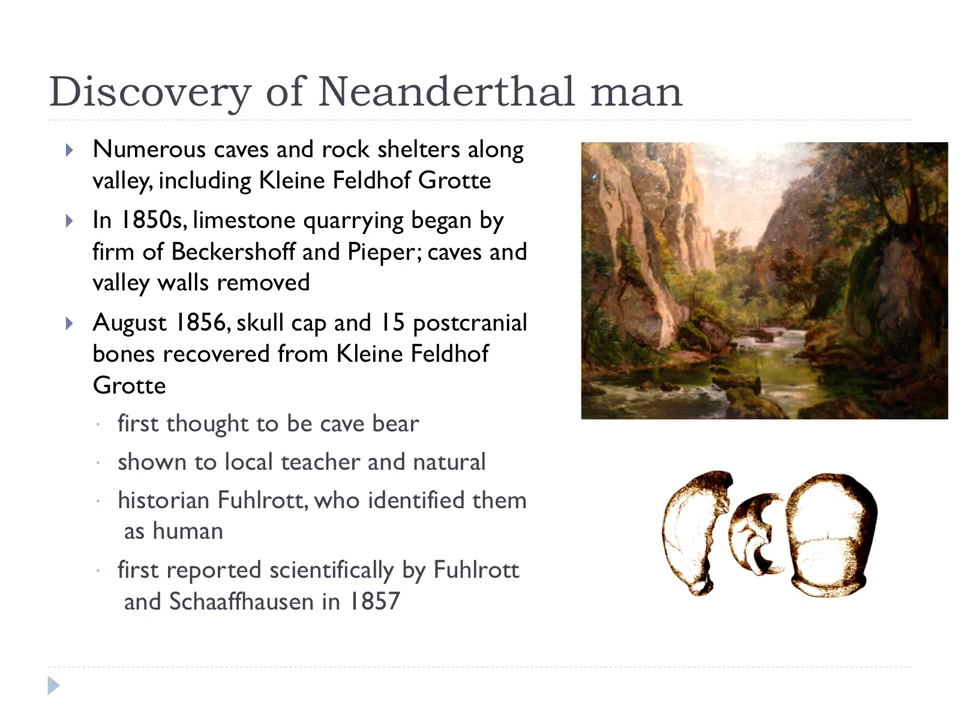 Discovery of Neanderthal man
Numerous caves and rock shelters along
valley, including Kleine Feldhof Grotte
In 1850s, limestone quarrying began by
firm of Beckershoff and Pieper; caves and
valley walls removed
August 1856, skull cap and 15 postcranial
bones recovered from Kleine Feldhof
Grotte
first thought to be cave bear
shown to local teacher and natural
historian Fuhlrott, who identified them
as human
first reported scientifically by Fuhlrott
and Schaaffhausen in 1857